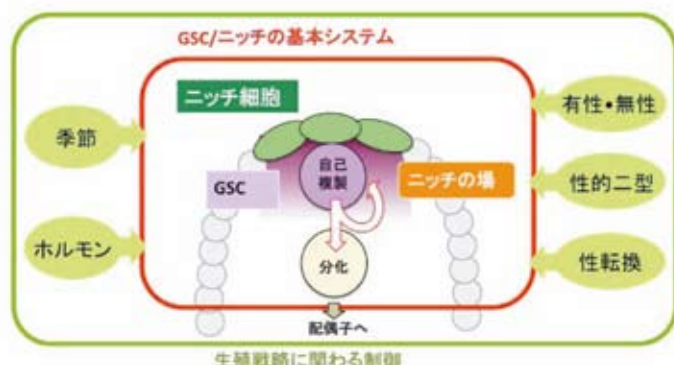 GSC/ニッチの基本システム
ニッチ細胞
季節
有性・無性
自己
複製
GSC
ニッチの場
性的二型
ホルモン
分化
性転換
配偶子へ
生殖戦略に関わる制御